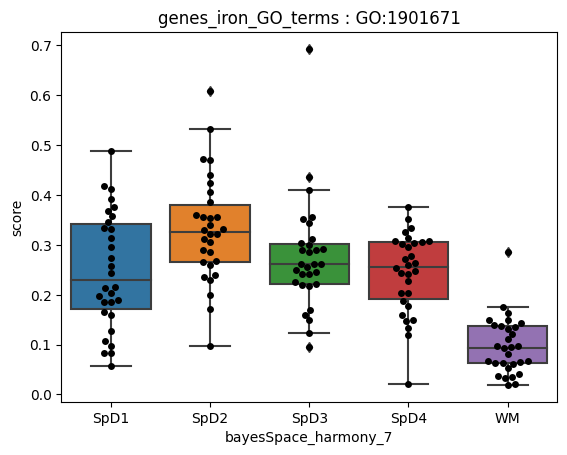 genes_iron_GO_terms : GO:1901671
0.7
0.6
0.5
0.4
0.3
0.2
0.1
0.0
score
SpD1 SpD2 SpD3 SpD4 WM
bayesSpace_harmony_7